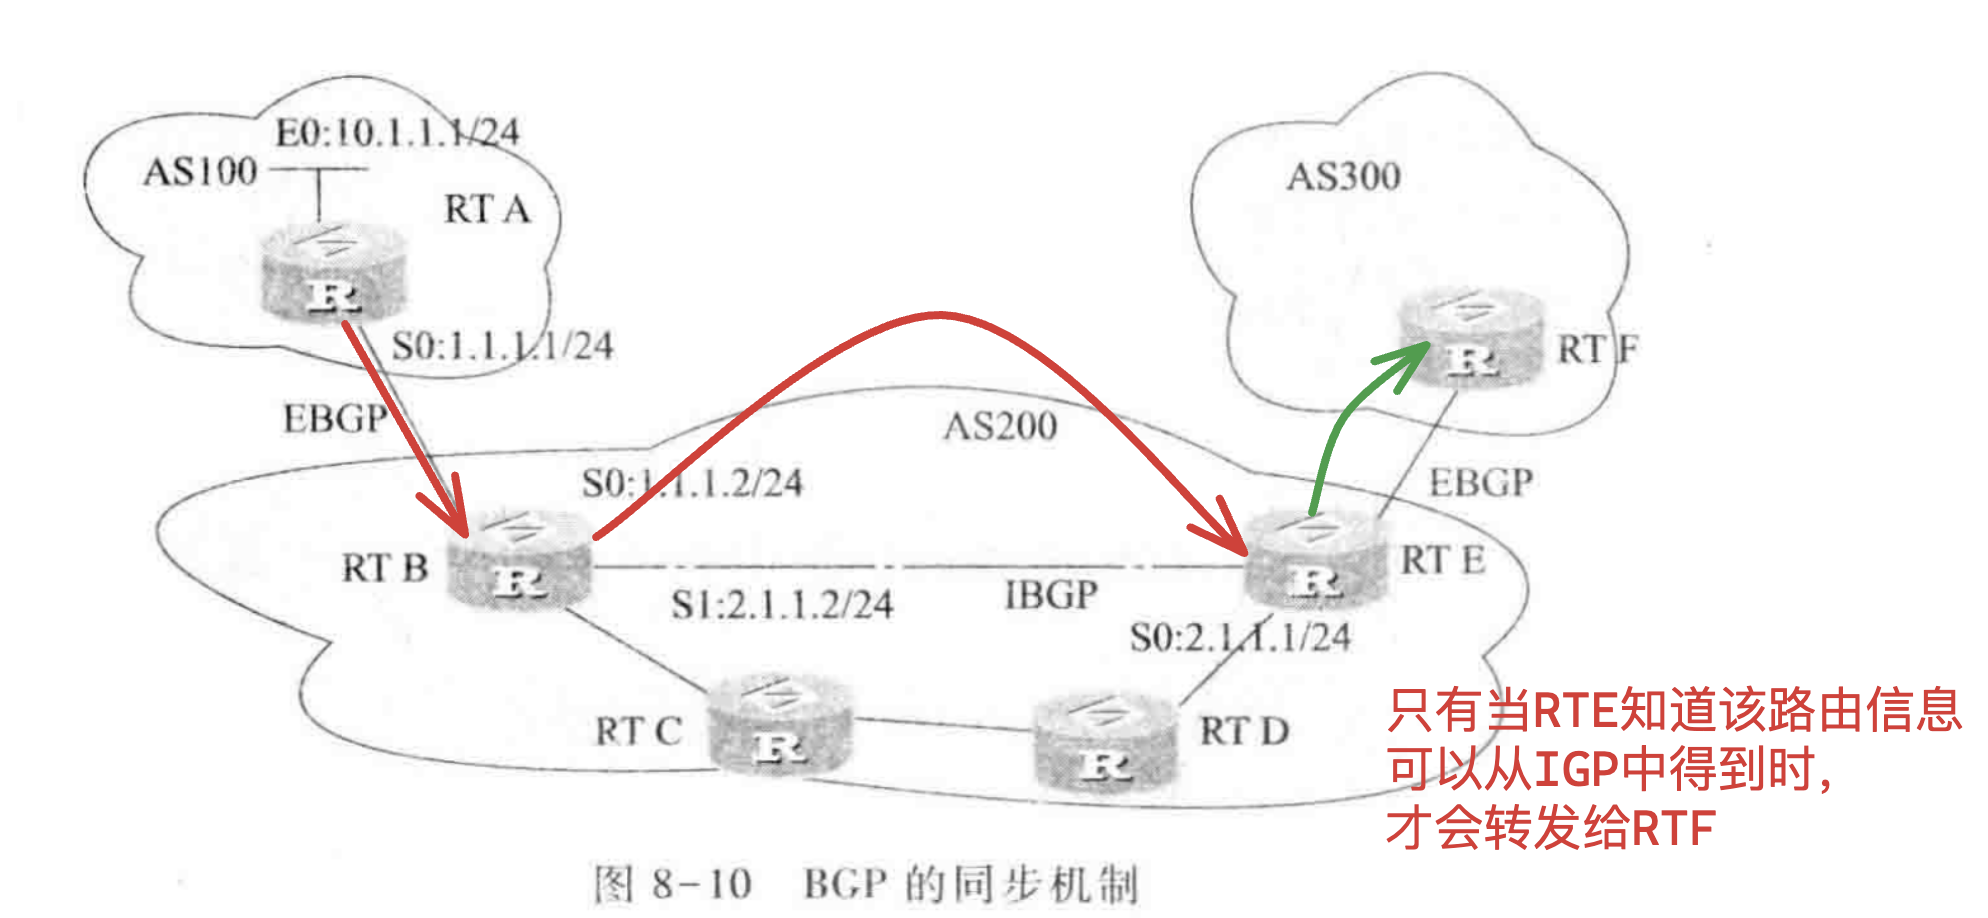 E0:10.1.1.1/24
AS100
RT A
S0:1.1.1.1/24
EBGP
AS300
RT F
AS200
S0:1.1.1.2/24
EBGP
RT B
RT E
S1:2.1.1.2/24
IBGP
S0:2.1.1.1/24
RT C
RT D
R
R
R
R
R
R
只有当RTE知道该路由信息
可以从IGP中得到时，
才会转发给RTF
图 8-10 BGP 的同步机制